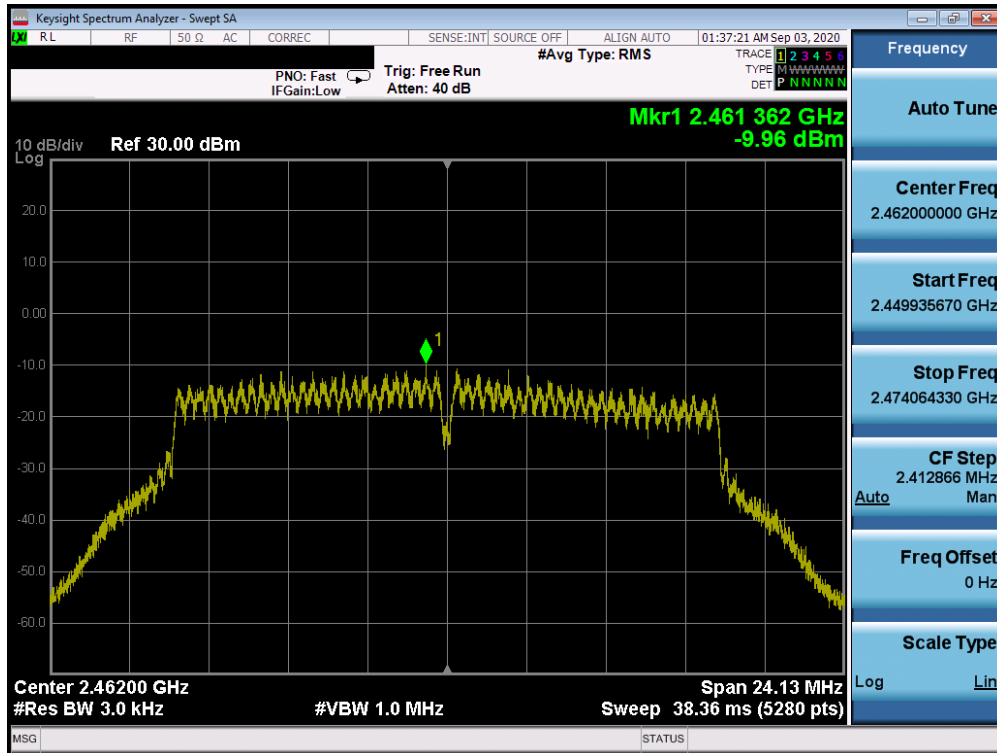 Keysight Spectrum Analyzer - Swept SA
LXI RL RF 50 Ω AC CORREC SENSE:INT SOURCE OFF ALIGN AUTO 01:37:21 AM Sep 03, 2020
#Avg Type: RMS TRACE 1 2 3 4 5 6
PNO: Fast Trig: Free Run TYPE M W W W W W
IFGain:Low Atten: 40 dB DET P N N N N N
Mkr1 2.461 362 GHz
-9.96 dBm
10 dB/div Ref 30.00 dBm
Log
20.0
10.0
0.00
-10.0
-20.0
-30.0
-40.0
-50.0
-60.0
1
Center 2.46200 GHz Span 24.13 MHz
#Res BW 3.0 kHz #VBW 1.0 MHz Sweep 38.36 ms (5280 pts)
MSG STATUS
Frequency
Auto Tune
Center Freq
2.462000000 GHz
Start Freq
2.449935670 GHz
Stop Freq
2.474064330 GHz
CF Step
2.412866 MHz
Auto Man
Freq Offset
0 Hz
Scale Type
Log Lin